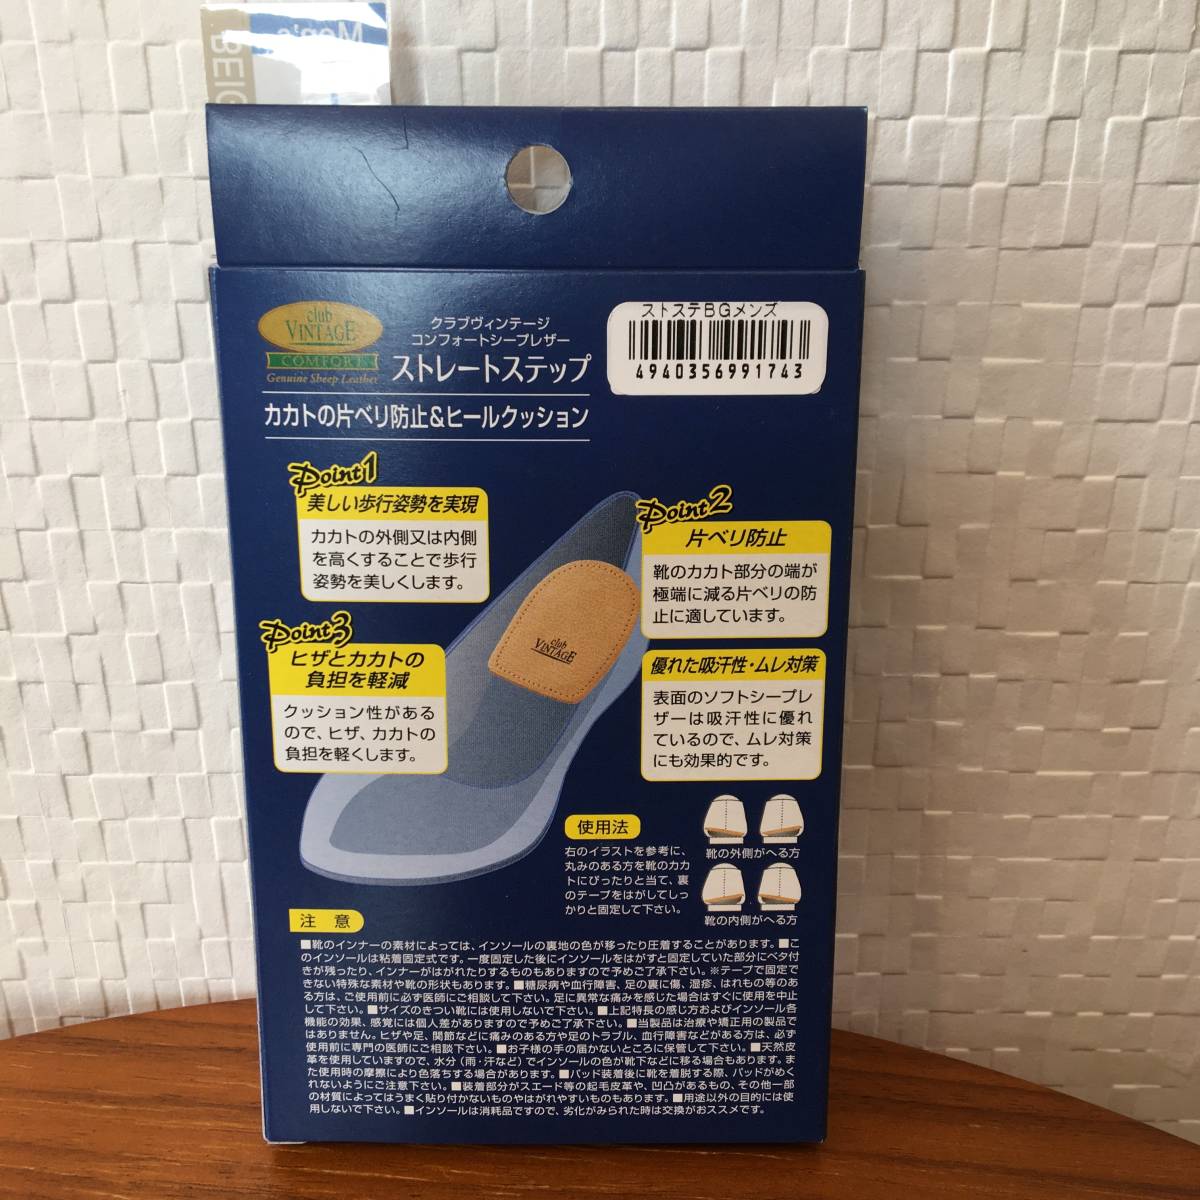 Men's
BEIG
club
VINTAGE
COMFORT
Genuine Sheep Leather
クラブヴィンテージ
コンフォートシープレザー
ストレートステップ
カカトの片ベリ防止&ヒールクッション
ストステBGメンズ
4940356991743
Point1
美しい歩行姿勢を実現
カカトの外側又は内側
を高くすることで歩行
姿勢を美しくします。
Point2
片ベリ防止
靴のカカト部分の端が
極端に減る片ベリの防
止に適しています。
Point3
ヒザとカカトの
負担を軽減
クッション性がある
ので、ヒザ、カカトの
負担を軽くします。
club
VINTAGE
優れた吸汗性・ムレ対策
表面のソフトシープレ
ザーは吸汗性に優れ
ているので、ムレ対策
にも効果的です。
使用法
右のイラストを参考に、
丸みのある方を靴のカカ
トにぴったりと当て、裏
のテープをはがしてしっ
かりと固定して下さい。
靴の外側がへる方
靴の内側がへる方
注 意
■靴のインナーの素材によっては、インソールの裏地の色が移ったり圧着することがあります。■こ
のインソールは粘着固定式です。一度固定した後にインソールをはがすと固定していた部分にベタ付
きが残ったり、インナーがはがれたりするものもありますので予めご了承下さい。※テープで固定で
きない特殊な素材や靴の形状もあります。■糖尿病や血行障害、足の裏に傷、湿疹、はれもの等のあ
る方は、ご使用前に必ず医師にご相談して下さい。足に異常な痛みを感じた場合はすぐに使用を中止
して下さい。■サイズのきつい靴には使用しないで下さい。■上記特長の感じ方およびインソール各
機能の効果、感覚には個人差がありますので予めご了承下さい。■当製品は治療や矯正用の製品で
はありません。ヒザや足、関節などに痛みのある方や足のトラブル、血行障害などがある方は、必ず
使用前に専門の医師にご相談下さい。■お子様の手の届かないところに保管して下さい。■天然皮
革を使用していますので、水分(雨・汗など)でインソールの色が靴下などに移る場合もあります。ま
た使用時の摩擦により色落ちする場合があります。■パッド装着後に靴を着脱する際、パッドがめく
れないようにご注意下さい。■装着部分がスエード等の起毛皮革や、凹凸があるもの、その他一部
の材質によってはうまく貼り付かないものやはがれやすいものもあります。■用途以外の目的には使
用しないで下さい。■インソールは消耗品ですので、劣化がみられた時は交換がおススメです。